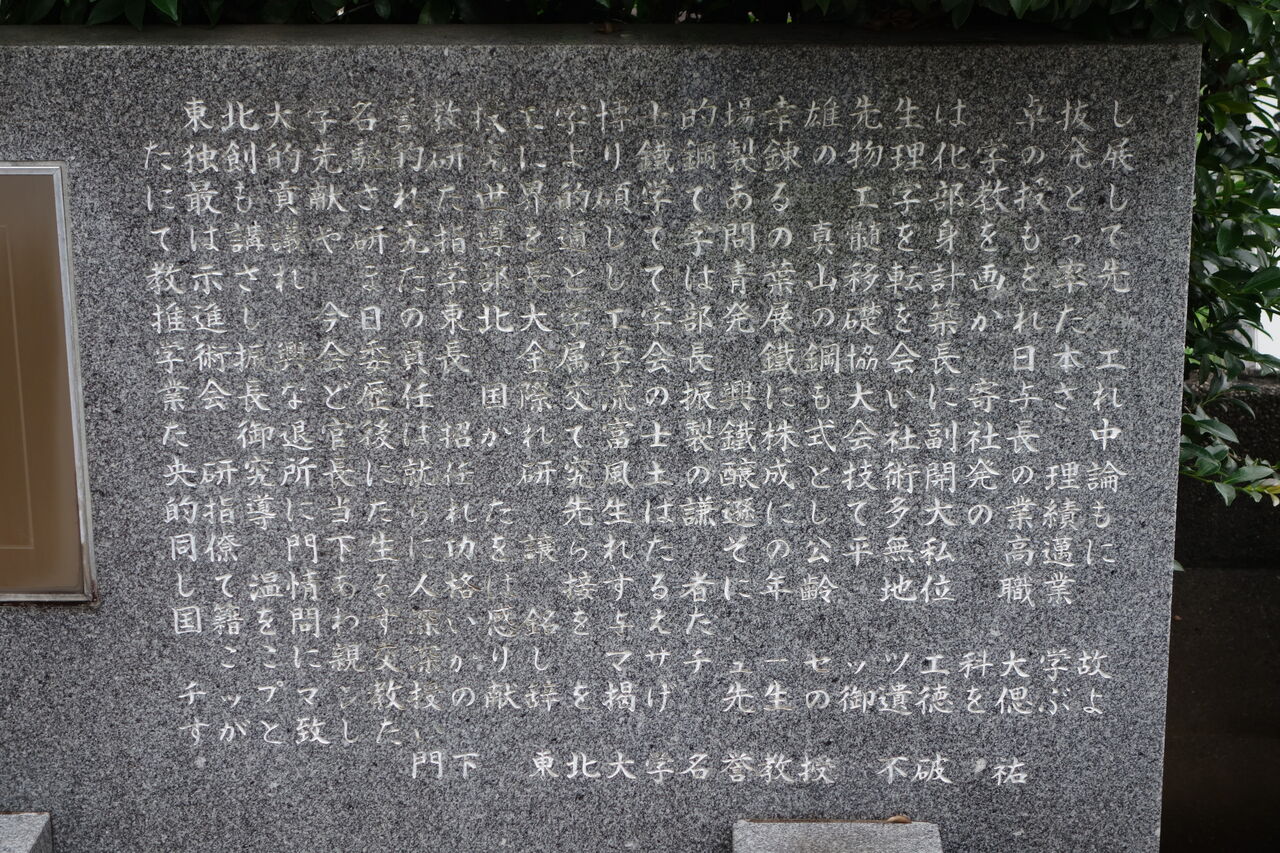 東北大学名誉教授工学博士的場幸雄先生は　卓抜し
た独創的先駆的研究により鐵鋼製錬の物理化学の発展
に最も貢献された世界的碩学である　工学部教授とし
ては講議や研究指導を通じて学問の真髄を身をもって
教示され　また学部長としては青葉山移転計画を率先
推進し　今日の東北大学工学部発展の礎を築かれた
学術振興会委員長　金属学会長　鐵鋼協会長　日本工
業会長など歴任　国際交流の振興にも大いに寄与され
た　御退官後は招かれて富士製鐵株式会社副社長　中
央研究所長に就任　研究風土の醸成と技術開発の理論
的指導に当たられた　先生は謙遜にして多大の業績も
同僚　門下生に功を譲られた　その公平無私　高邁に
して温情ある人格は接する者に年齢　地位　職業
国籍を問わず深い感銘を与えた
ここに親交深かりしマサチューセッツ工科大学故
チップマン教授の献辞を掲げ先生の御遺徳を偲ぶよ
すがと致したい
門下　東北大学名誉教授　不破　祐